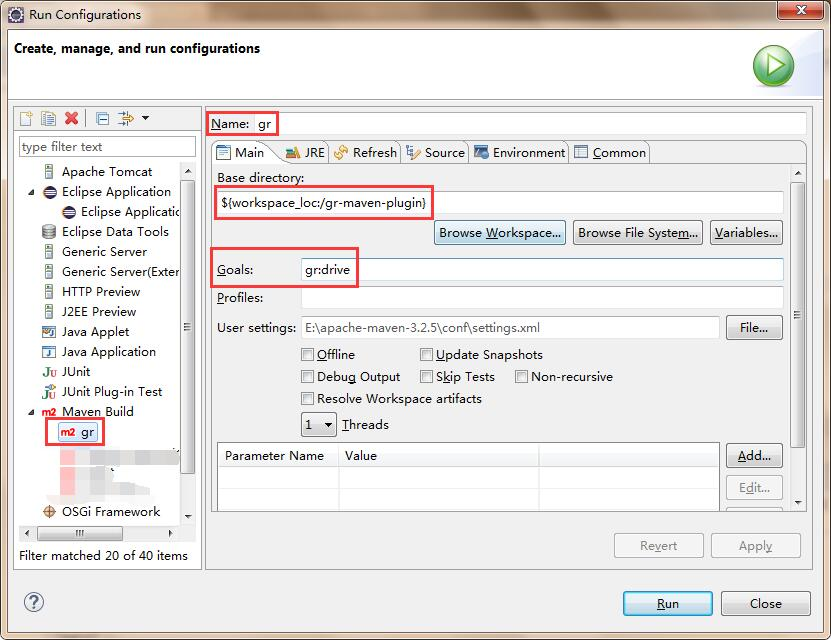 Run Configurations
Create, manage, and run configurations
type filter text
Apache Tomcat
Eclipse Application
Eclipse Applicatic
Eclipse Data Tools
Generic Server
Generic Server(Exter
HTTP Preview
J2EE Preview
Java Applet
Java Application
Ju JUnit
JUnit Plug-in Test
m2 Maven Build
m2 gr
OSGi Framework
Filter matched 20 of 40 items
Name: gr
Main JRE Refresh Source Environment Common
Base directory:
${workspace_loc:/gr-maven-plugin}
Browse Workspace... Browse File System... Variables...
Goals: gr:drive
Profiles:
User settings: E:\apache-maven-3.2.5\conf\settings.xml File...
Offline Update Snapshots
Debug Output Skip Tests Non-recursive
Resolve Workspace artifacts
1 Threads
Parameter Name Value Add...
Edit...
Revert Apply
? Run Close